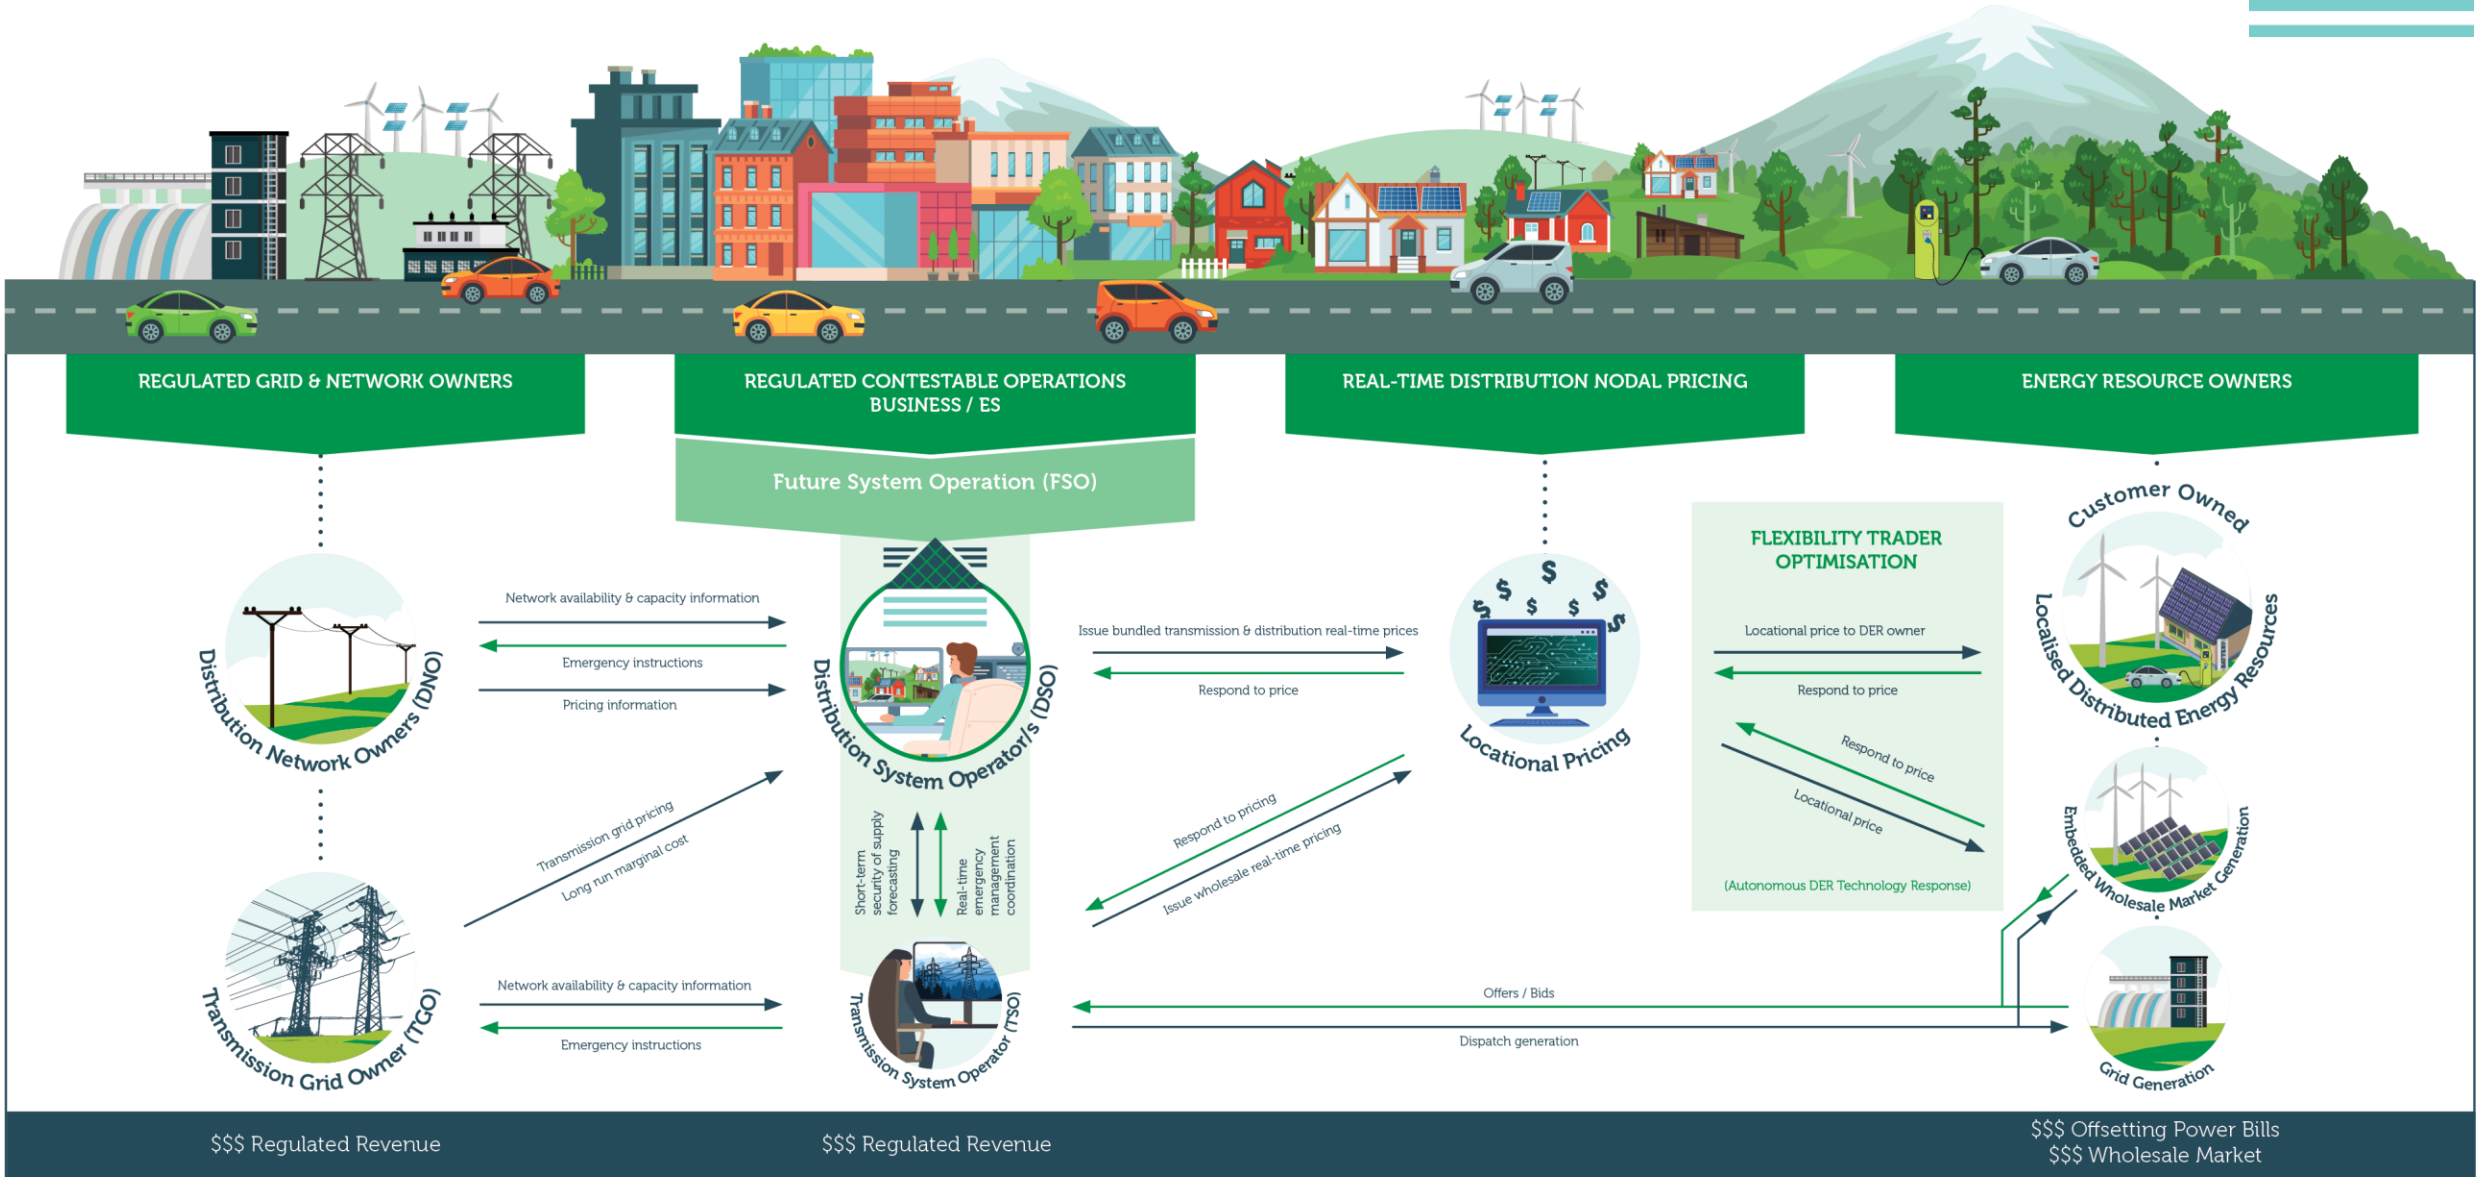 REGULATED GRID & NETWORK OWNERS
REGULATED CONTESTABLE OPERATIONS
BUSINESS / ES
REAL-TIME DISTRIBUTION NODAL PRICING
ENERGY RESOURCE OWNERS
Future System Operation (FSO)
Distribution Network Owners (DNO)
Transmission Grid Owner (TGO)
Network availability & capacity information
Emergency instructions
Pricing information
Transmission grid pricing
Long run marginal cost
Network availability & capacity information
Emergency instructions
Distribution System Operator/s (DSO)
Short-term
security of supply
forecasting
Real-time
emergency
management
coordination
Transmission System Operator (TSO)
Issue bundled transmission & distribution real-time prices
Respond to price
Respond to pricing
Issue wholesale real-time pricing
$ $ $ $ $ $ $
Locational Pricing
FLEXIBILITY TRADER
OPTIMISATION
Locational price to DER owner
Respond to price
Respond to price
Locational price
(Autonomous DER Technology Response)
Offers / Bids
Dispatch generation
Customer Owned
Localised Distributed Energy Resources
Embedded Wholesale Market Generation
Grid Generation
$$$ Regulated Revenue
$$$ Regulated Revenue
$$$ Offsetting Power Bills
$$$ Wholesale Market